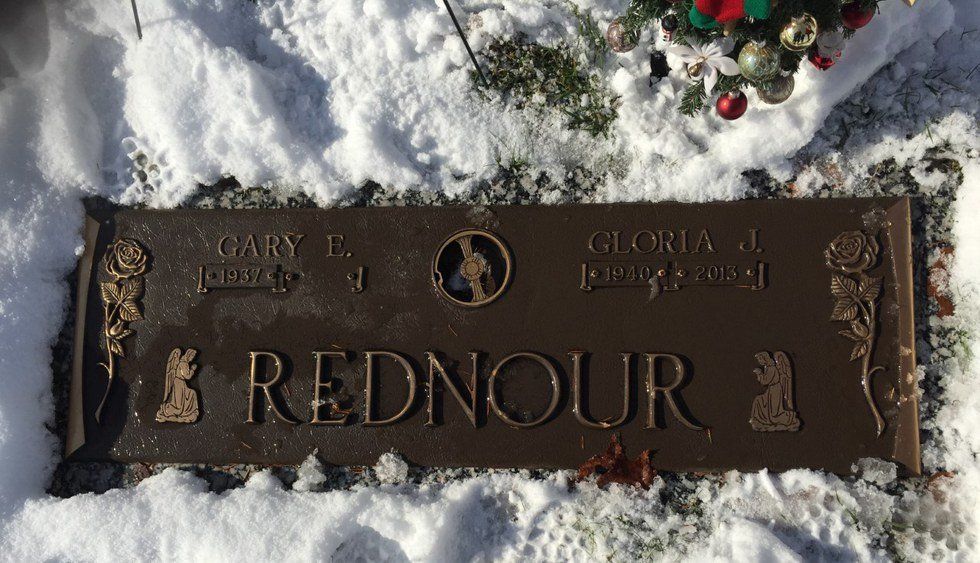 GARY E. GLORIA J.
1937 1940 2013
REDNOUR